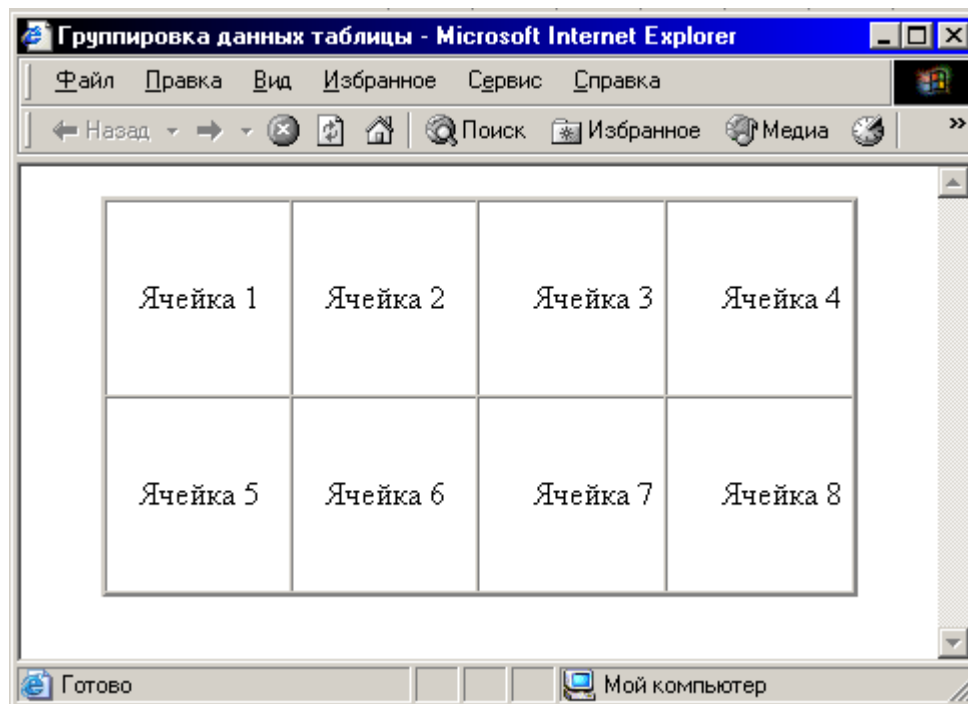 Группировка данных таблицы - Microsoft Internet Explorer
Файл Правка Вид Избранное Сервис Справка
Назад Поиск Избранное Медиа »
Ячейка 1 Ячейка 2 Ячейка 3 Ячейка 4
Ячейка 5 Ячейка 6 Ячейка 7 Ячейка 8
Готово Мой компьютер